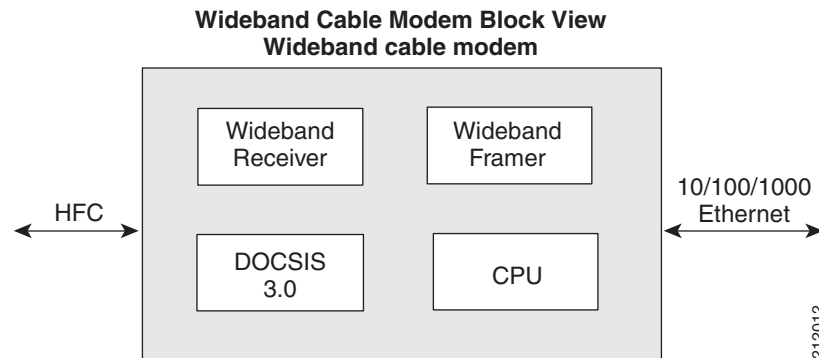 Wideband Cable Modem Block View
Wideband cable modem
Wideband
Receiver
Wideband
Framer
HFC
10/100/1000
Ethernet
DOCSIS
3.0
CPU
213012